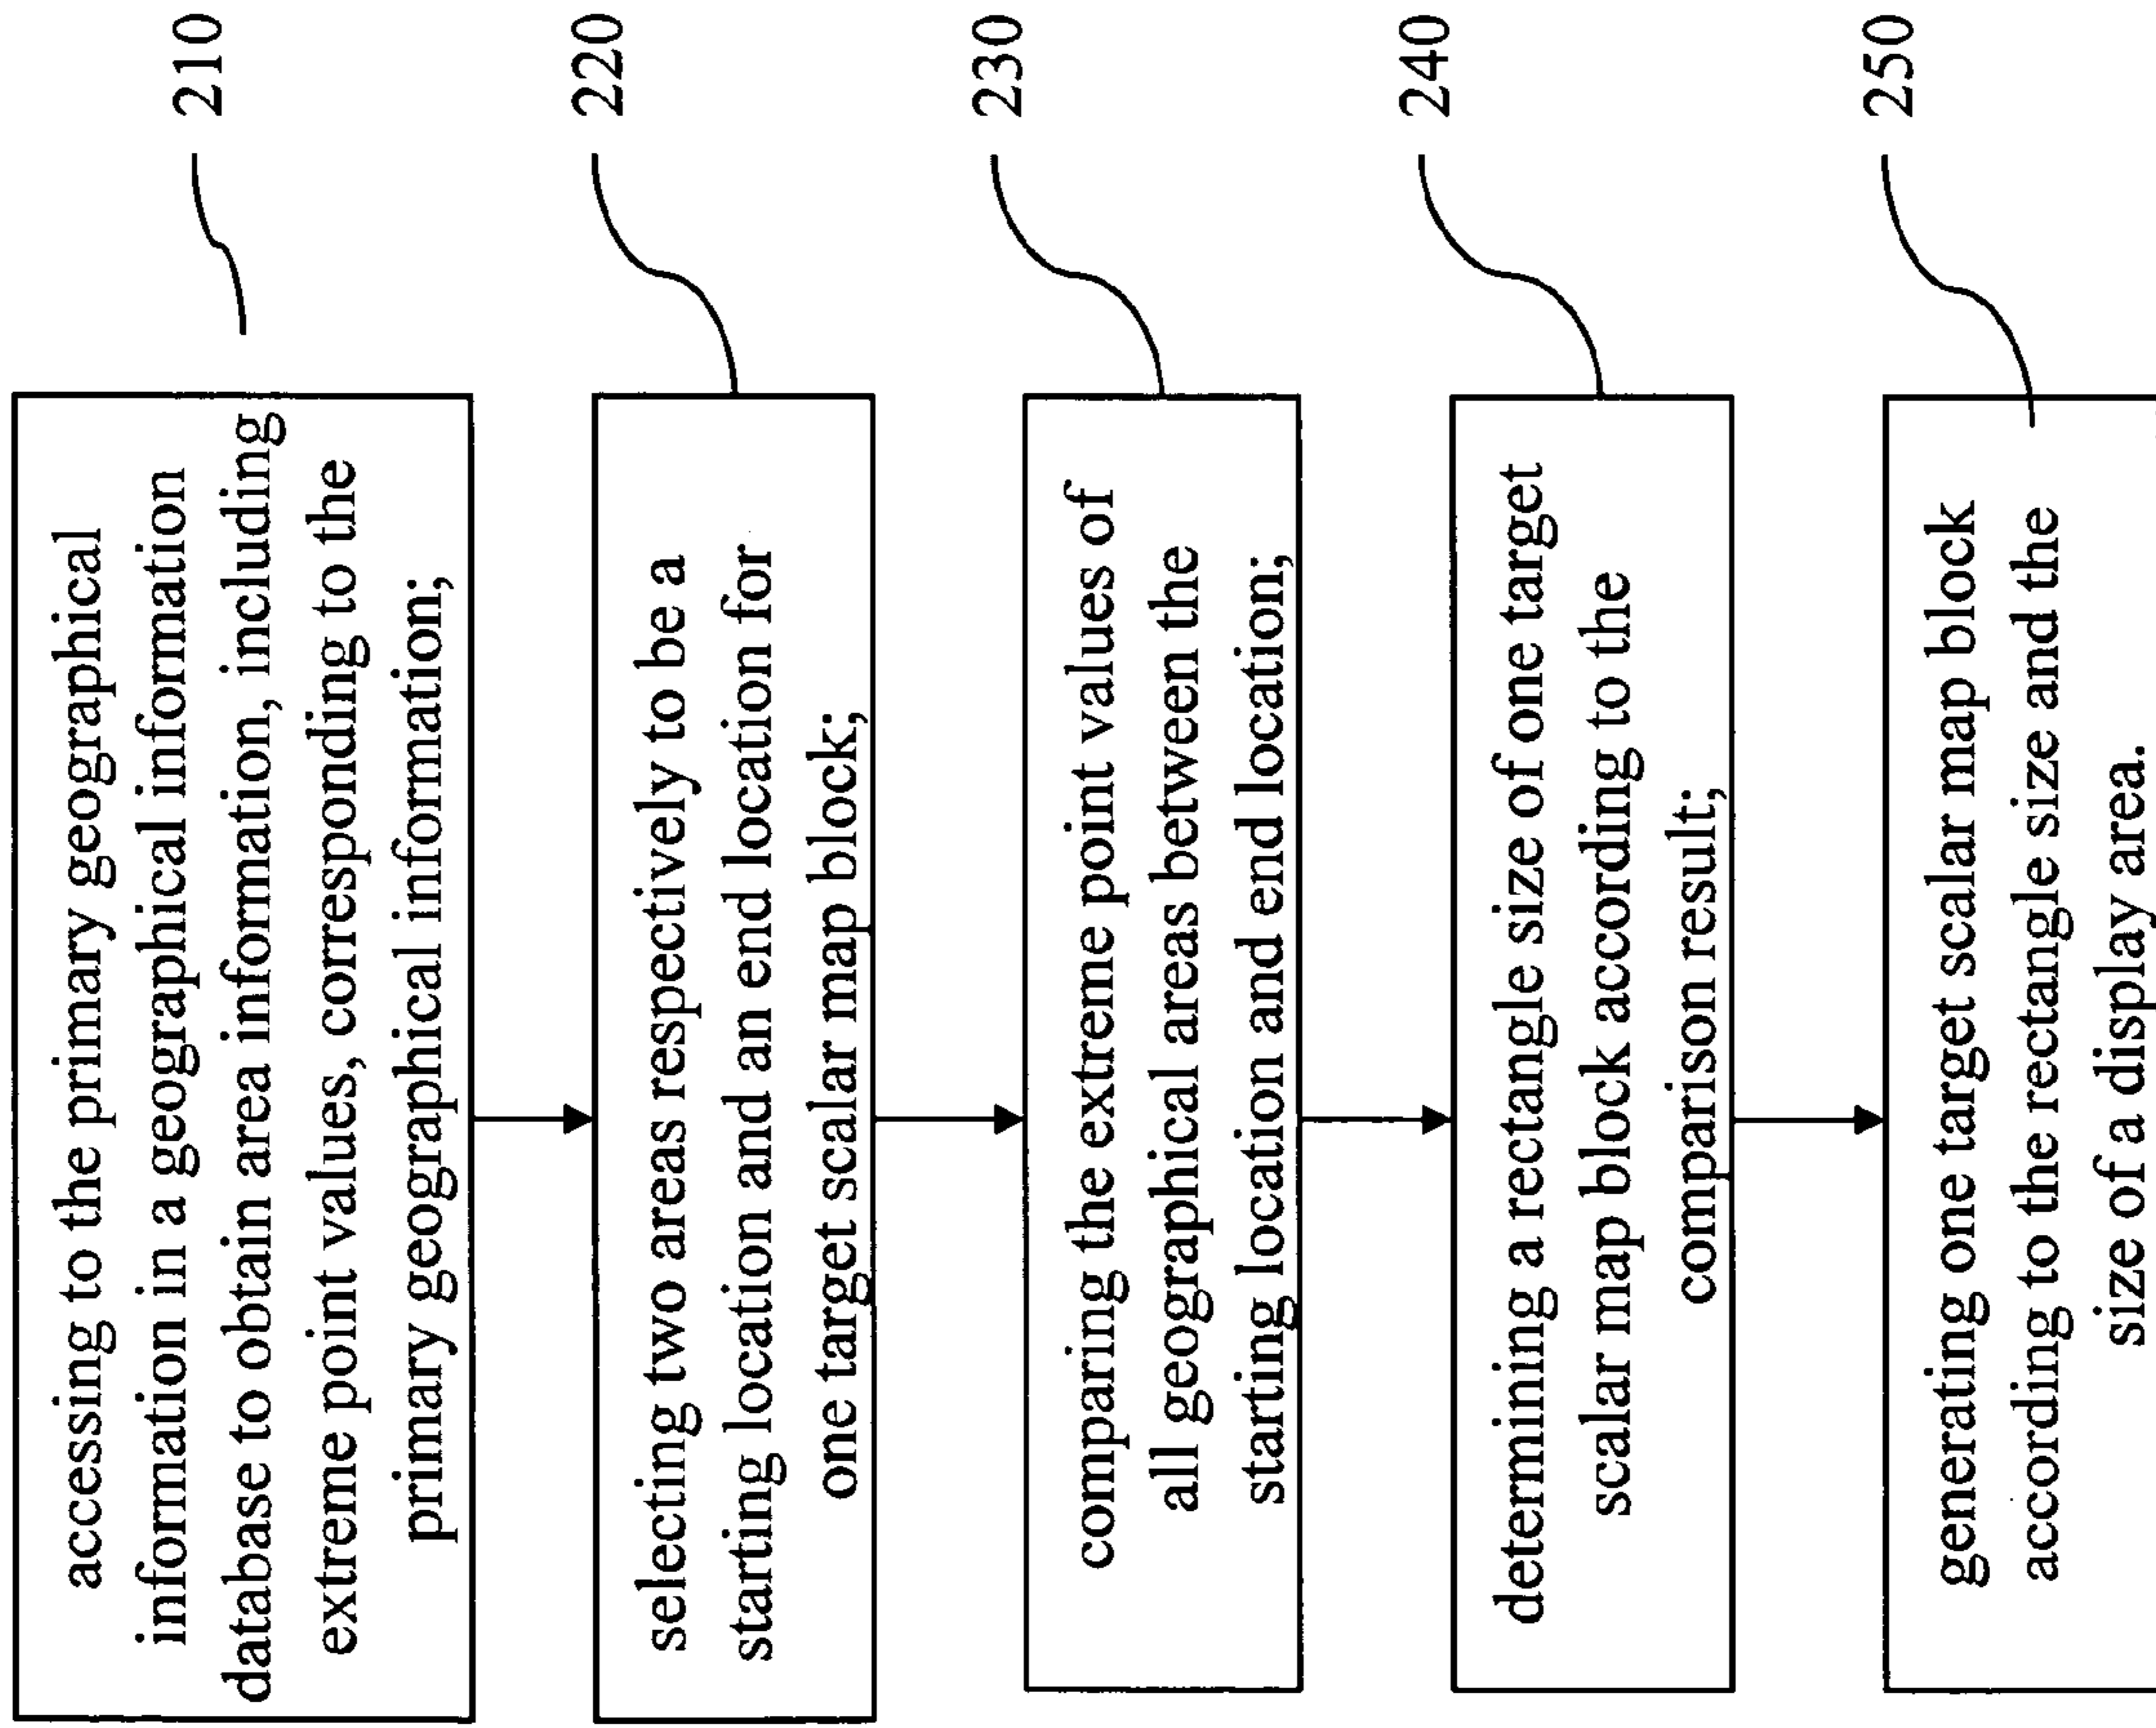 accessing to the primary geographical
information in a geographical information
database to obtain area information, including
extreme point values, corresponding to the
primary geographical information;
210
selecting two areas respectively to be a
starting location and an end location for
one target scalar map block;
220
comparing the extreme point values of
all geographical areas between the
starting location and end location;
230
determining a rectangle size of one target
scalar map block according to the
comparison result;
240
generating one target scalar map block
according to the rectangle size and the
size of a display area.
250